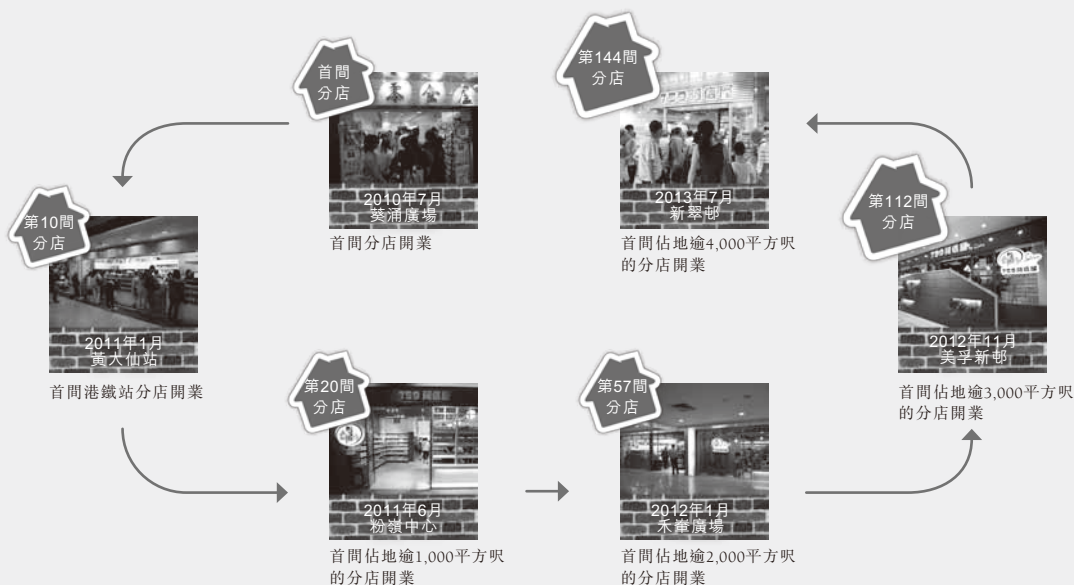 首間
分店
2010年7月
葵涌廣場
首間分店開業
第10間
分店
2011年1月
黃大仙站
首間港鐵站分店開業
第20間
分店
2011年6月
粉嶺中心
首間佔地逾1,000平方呎
的分店開業
第57間
分店
2012年1月
禾輋廣場
首間佔地逾2,000平方呎
的分店開業
第112間
分店
2012年11月
美孚新邨
首間佔地逾3,000平方呎
的分店開業
第144間
分店
2013年7月
新翠邨
首間佔地逾4,000平方呎
的分店開業